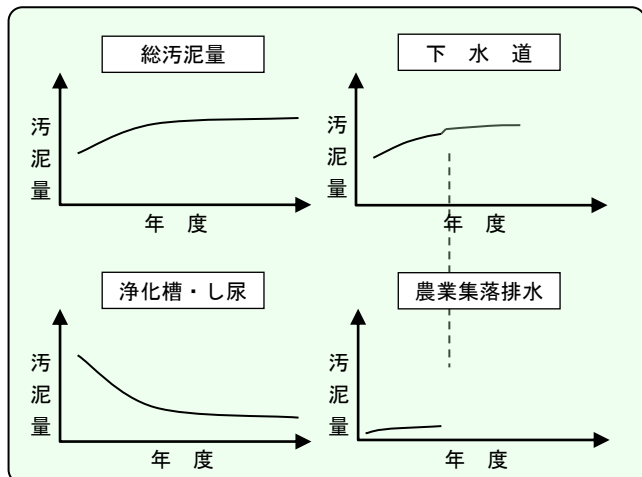 総汚泥量
汚泥量
年 度
下 水 道
汚泥量
年 度
浄化槽・し尿
汚泥量
年 度
農業集落排水
汚泥量
年 度